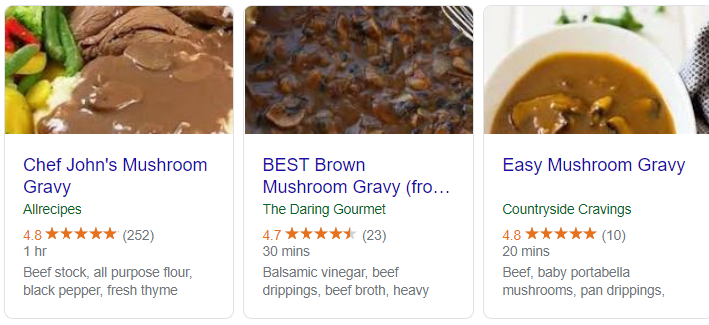 Chef John's Mushroom
Gravy
Allrecipes
4.8 ★★★★★ (252)
1 hr
Beef stock, all purpose flour,
black pepper, fresh thyme
BEST Brown
Mushroom Gravy (fro...
The Daring Gourmet
4.7 ★★★★★ (23)
30 mins
Balsamic vinegar, beef
drippings, beef broth, heavy
Easy Mushroom Gravy
Countryside Cravings
4.8 ★★★★★ (10)
20 mins
Beef, baby portabella
mushrooms, pan drippings,